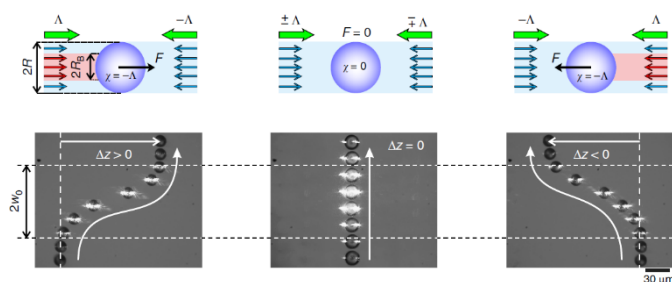 Λ −Λ
F
2R
2R_B
χ = −Λ
± Λ F = 0 ∓ Λ
χ = 0
−Λ Λ
F
χ = −Λ
Δz > 0
2w_0
Δz = 0
Δz < 0
30 μm